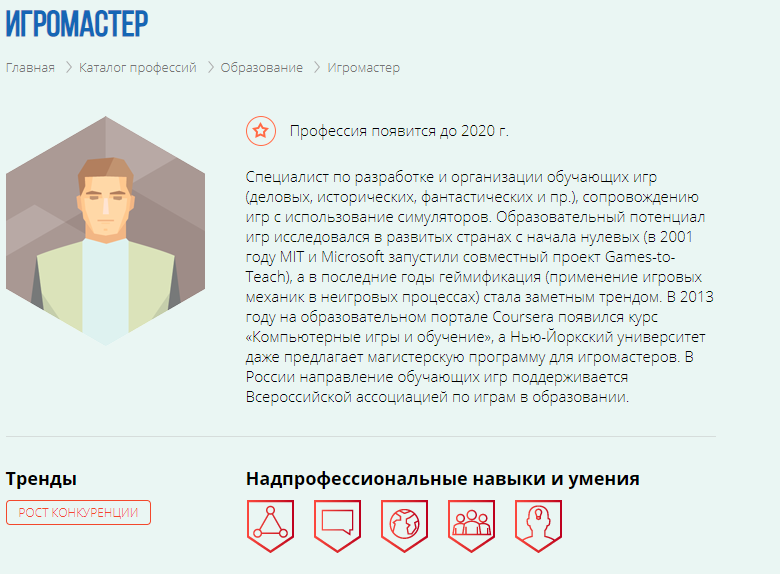 ИГРОМАСТЕР
Главная > Каталог профессий > Образование > Игромастер
Профессия появится до 2020 г.
Специалист по разработке и организации обучающих игр
(деловых, исторических, фантастических и пр.), сопровождению
игр с использование симуляторов. Образовательный потенциал
игр исследовался в развитых странах с начала нулевых (в 2001
году MIT и Microsoft запустили совместный проект Games-to-
Teach), а в последние годы геймификация (применение игровых
механик в неигровых процессах) стала заметным трендом. В 2013
году на образовательном портале Coursera появился курс
«Компьютерные игры и обучение», а Нью-Йоркский университет
даже предлагает магистерскую программу для игромастеров. В
России направление обучающих игр поддерживается
Всероссийской ассоциацией по играм в образовании.
Тренды
РОСТ КОНКУРЕНЦИИ
Надпрофессиональные навыки и умения